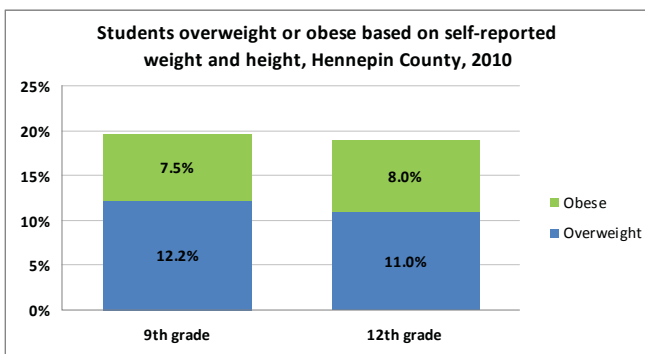 Students overweight or obese based on self-reported
weight and height, Hennepin County, 2010
25%
20%
15%
10%
5%
0%
7.5%
8.0%
12.2%
11.0%
Obese
Overweight
9th grade
12th grade